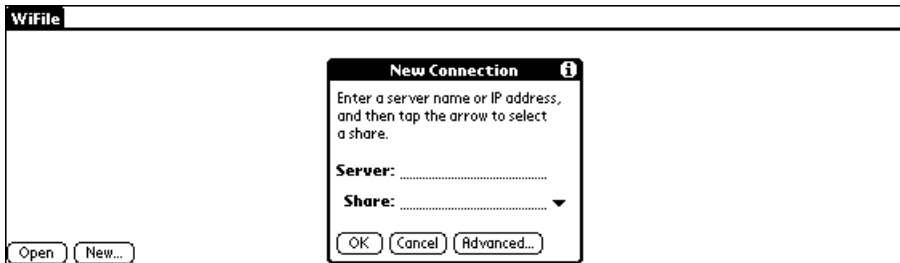 WiFile
New Connection
Enter a server name or IP address,
and then tap the arrow to select
a share.
Server:
Share:
OK Cancel Advanced...
Open New...